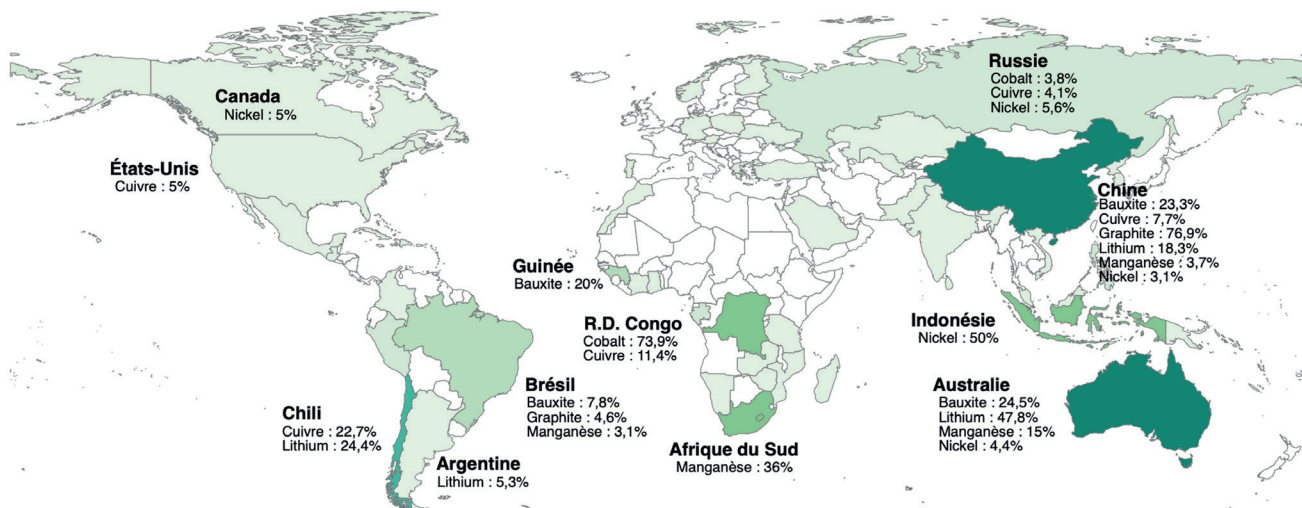 Canada
Nickel : 5%
États-Unis
Cuivre : 5%
Russie
Cobalt : 3,8%
Cuivre : 4,1%
Nickel : 5,6%
Chine
Bauxite : 23,3%
Cuivre : 7,7%
Graphite : 76,9%
Lithium : 18,3%
Manganèse : 3,7%
Nickel : 3,1%
Guinée
Bauxite : 20%
R.D. Congo
Cobalt : 73,9%
Cuivre : 11,4%
Indonésie
Nickel : 50%
Brésil
Bauxite : 7,8%
Graphite : 4,6%
Manganèse : 3,1%
Australie
Bauxite : 24,5%
Lithium : 47,8%
Manganèse : 15%
Nickel : 4,4%
Chili
Cuivre : 22,7%
Lithium : 24,4%
Argentine
Lithium : 5,3%
Afrique du Sud
Manganèse : 36%